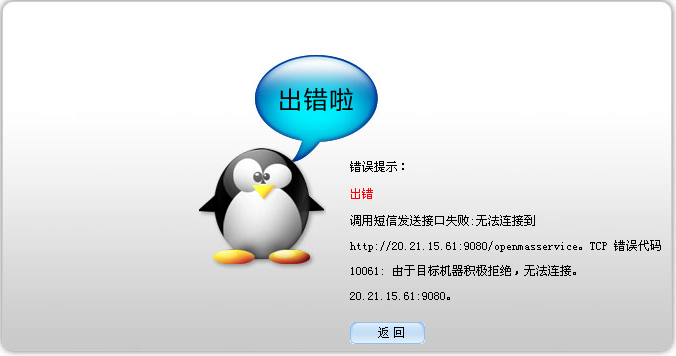 出错啦
错误提示：
出错
调用短信发送接口失败:无法连接到
http://20.21.15.61:9080/openmasservice。TCP 错误代码
10061: 由于目标机器积极拒绝，无法连接。
20.21.15.61:9080。
返 回